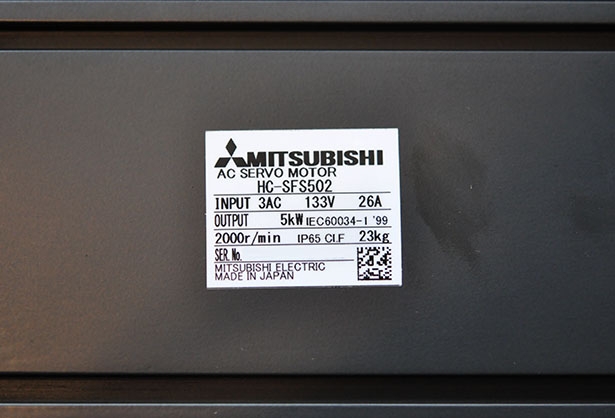 MITSUBISHI
AC SERVO MOTOR
HC-SFS502
INPUT 3AC 133V 26A
OUTPUT 5kW IEC60034-1 '99
2000r/min IP65 CI.F 23kg
SER.No.
MITSUBISHI ELECTRIC
MADE IN JAPAN